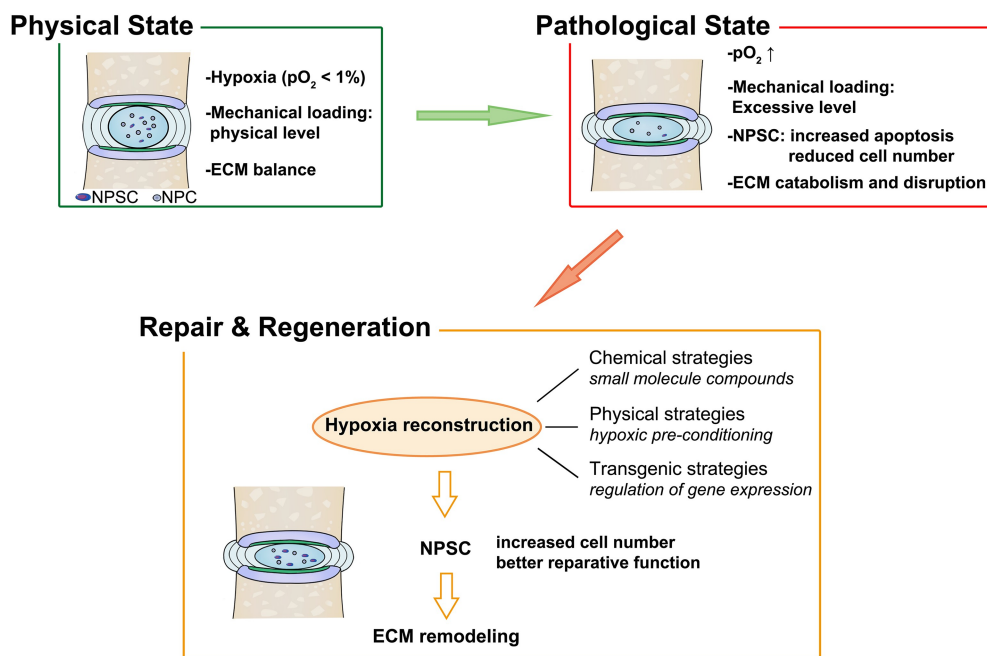 Physical State
-Hypoxia (pO2 < 1%)
-Mechanical loading:
physical level
-ECM balance
NPSC NPC
Pathological State
-pO2 ↑
-Mechanical loading:
Excessive level
-NPSC: increased apoptosis
reduced cell number
-ECM catabolism and disruption
Repair & Regeneration
Hypoxia reconstruction
Chemical strategies
small molecule compounds
Physical strategies
hypoxic pre-conditioning
Transgenic strategies
regulation of gene expression
NPSC
increased cell number
better reparative function
ECM remodeling